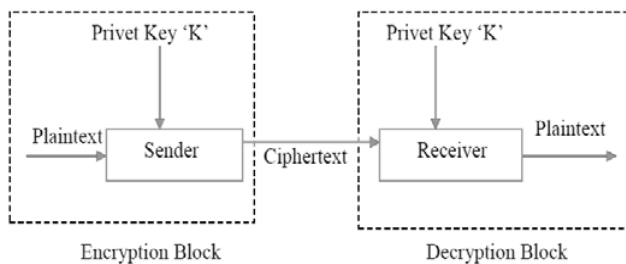 Privet Key ‘K’
Privet Key ‘K’
Plaintext
Sender
Ciphertext
Receiver
Plaintext
Encryption Block
Decryption Block